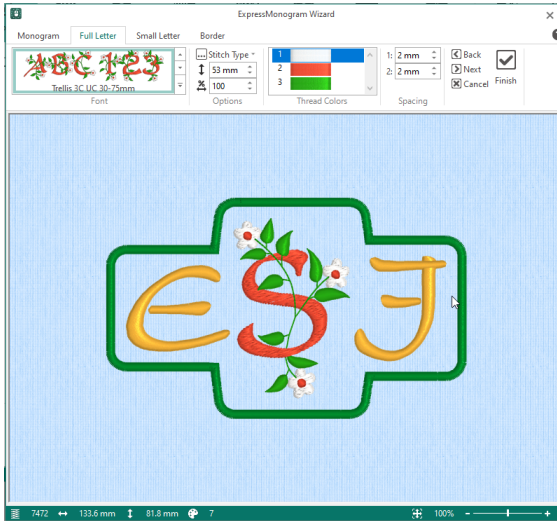 ExpressMonogram Wizard
Monogram Full Letter Small Letter Border
ABC 123
Trellis 3C UC 30-75mm
Font
Stitch Type
53 mm
100
Options
1
2
3
Thread Colors
1: 2 mm
2: 2 mm
Spacing
Back
Next
Cancel
Finish
E S J
7472 133.6 mm 81.8 mm 7 100%